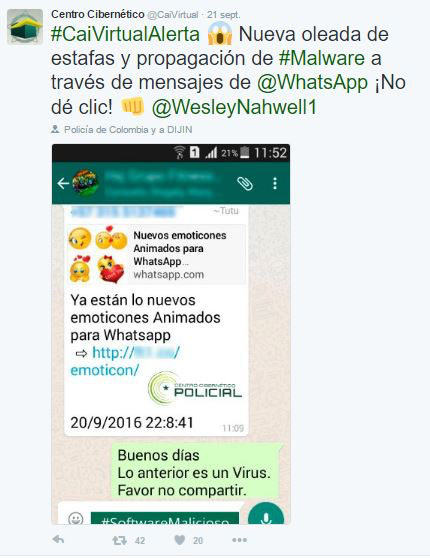 Centro Cibernético @CaiVirtual · 21 sept.
#CaiVirtualAlerta 😱 Nueva oleada de
estafas y propagación de #Malware a
través de mensajes de @WhatsApp ¡No
dé clic! 👊 @WesleyNahwell1
Policía de Colombia y a DIJIN
1 21% 11:52
~Tutu
Nuevos emoticones
Animados para
WhatsApp...
whatsapp.com
Ya están lo nuevos
emoticones Animados
para Whatsapp
⇨ http://
emoticon/
CENTRO CIBERNÉTICO
POLICIAL
20/9/2016 22:8:41
11:09
Buenos días
Lo anterior es un Virus.
Favor no compartir.
#SoftwareMalicioso
42 20